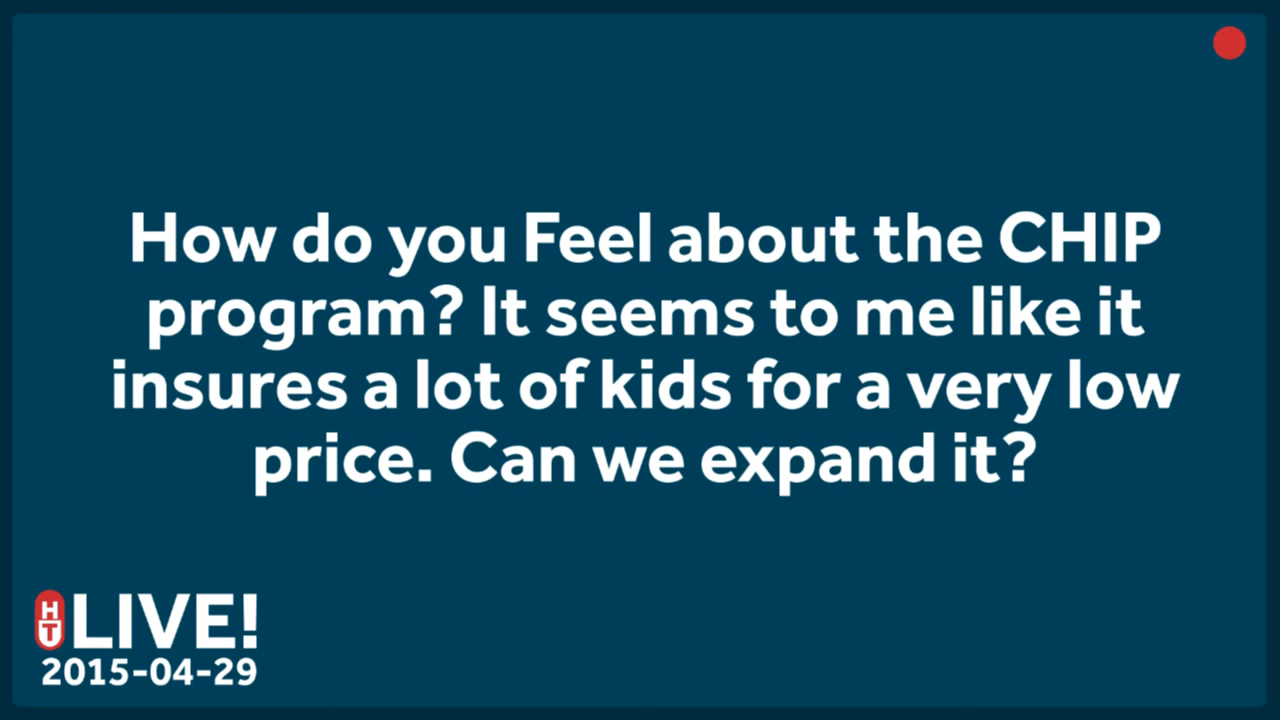 How do you Feel about the CHIP
program? It seems to me like it
insures a lot of kids for a very low
price. Can we expand it?
HT LIVE!
2015-04-29